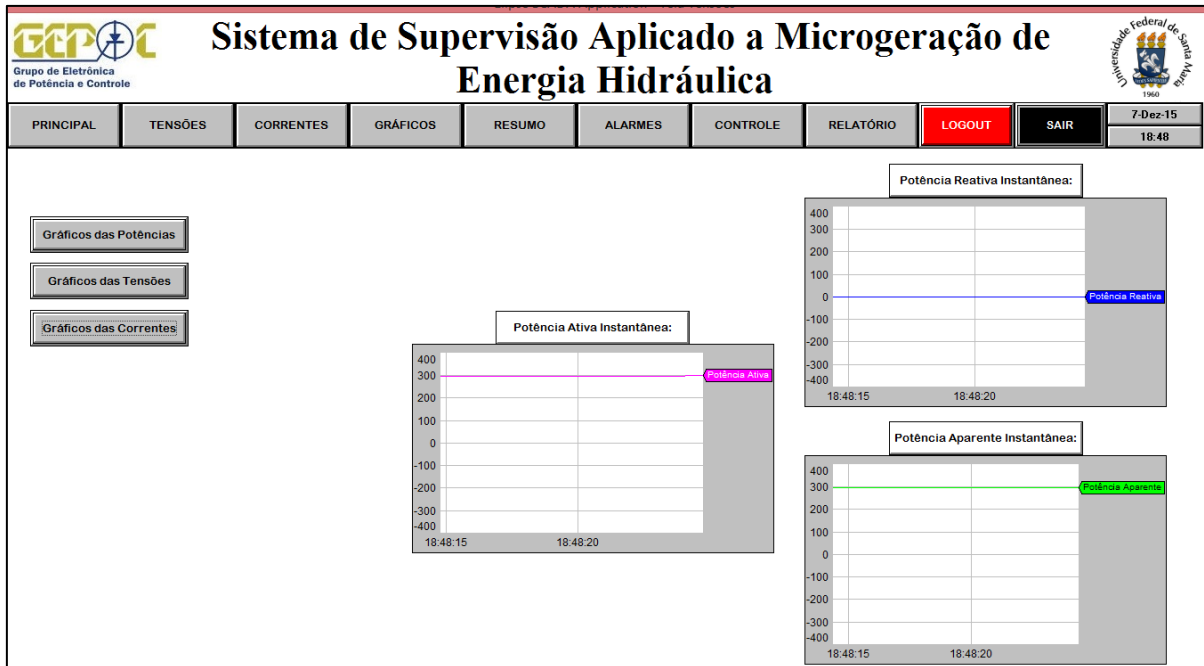 GEPOC
Grupo de Eletrônica
de Potência e Controle
Sistema de Supervisão Aplicado a Microgeração de
Energia Hidráulica
Universidade Federal de Santa Maria
1960
PRINCIPAL
TENSÕES
CORRENTES
GRÁFICOS
RESUMO
ALARMES
CONTROLE
RELATÓRIO
LOGOUT
SAIR
7-Dez-15
18:48
Gráficos das Potências
Gráficos das Tensões
Gráficos das Correntes
Potência Ativa Instantânea:
400
300
200
100
0
-100
-200
-300
-400
18:48:15
18:48:20
Potência Ativa
Potência Reativa Instantânea:
400
300
200
100
0
-100
-200
-300
-400
18:48:15
18:48:20
Potência Reativa
Potência Aparente Instantânea:
400
300
200
100
0
-100
-200
-300
-400
18:48:15
18:48:20
Potência Aparente